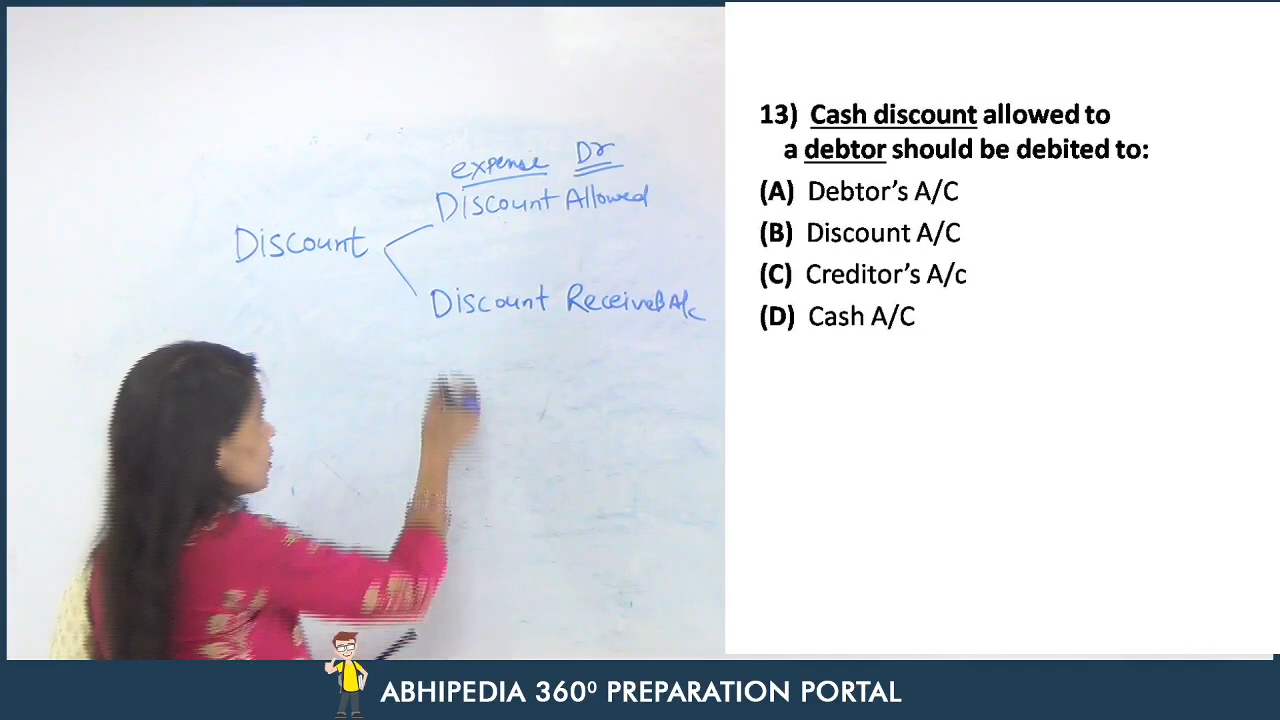 expense Dr
Discount Allowed
Discount
Discount Received A/c
13) Cash discount allowed to
a debtor should be debited to:
(A) Debtor's A/C
(B) Discount A/C
(C) Creditor's A/c
(D) Cash A/C
ABHIPEDIA 360⁰ PREPARATION PORTAL